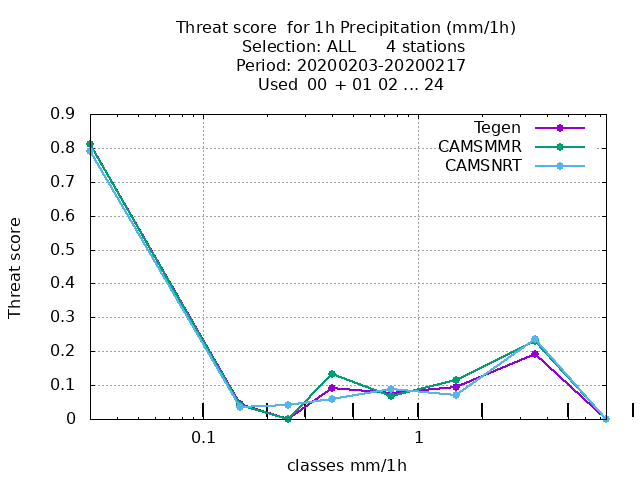 Threat score  for 1h Precipitation (mm/1h)
Selection: ALL      4 stations
Period: 20200203-20200217
Used  00  + 01 02 ... 24
Tegen
CAMSMMR
CAMSNRT
Threat score
0.9
0.8
0.7
0.6
0.5
0.4
0.3
0.2
0.1
0
0.1 1
classes mm/1h